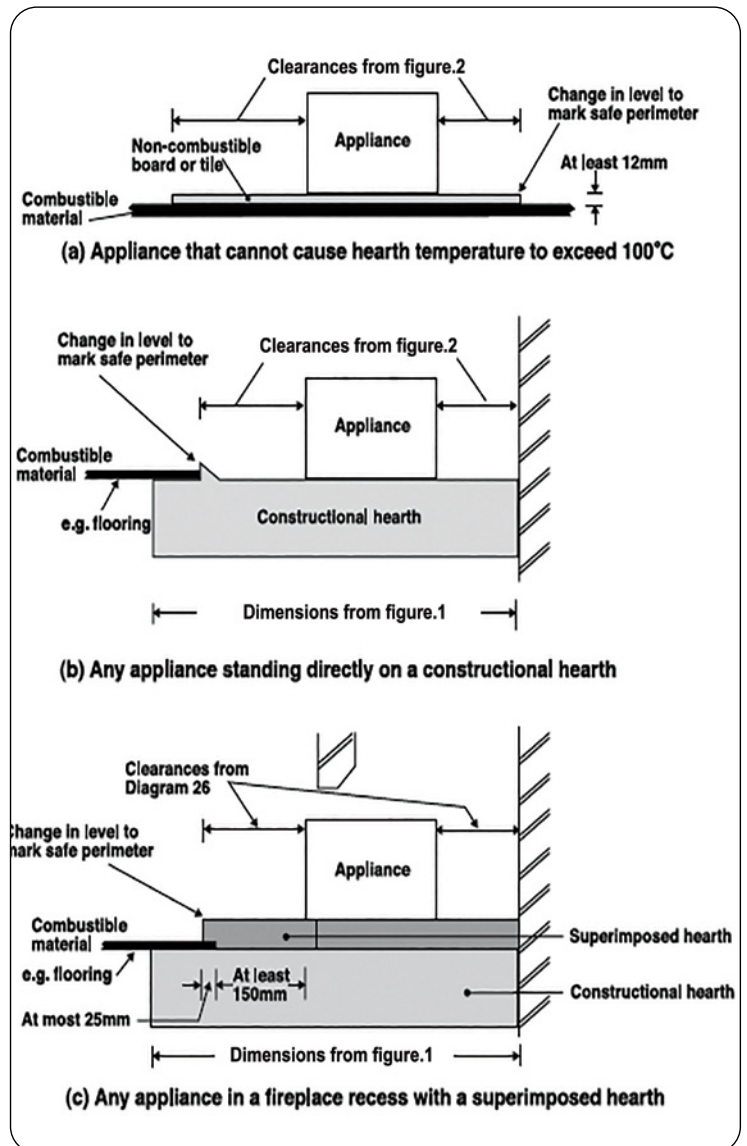 Clearances from figure.2
Change in level to
mark safe perimeter
Appliance
At least 12mm
Non-combustible
board or tile
Combustible
material
(a) Appliance that cannot cause hearth temperature to exceed 100°C
Change in level to
mark safe perimeter
Clearances from figure.2
Appliance
Combustible
material
e.g. flooring
Constructional hearth
Dimensions from figure.1
(b) Any appliance standing directly on a constructional hearth
Clearances from
Diagram 26
hange in level to
mark safe perimeter
Appliance
Combustible
material
e.g. flooring
Superimposed hearth
At least
150mm
Constructional hearth
At most 25mm
Dimensions from figure.1
(c) Any appliance in a fireplace recess with a superimposed hearth